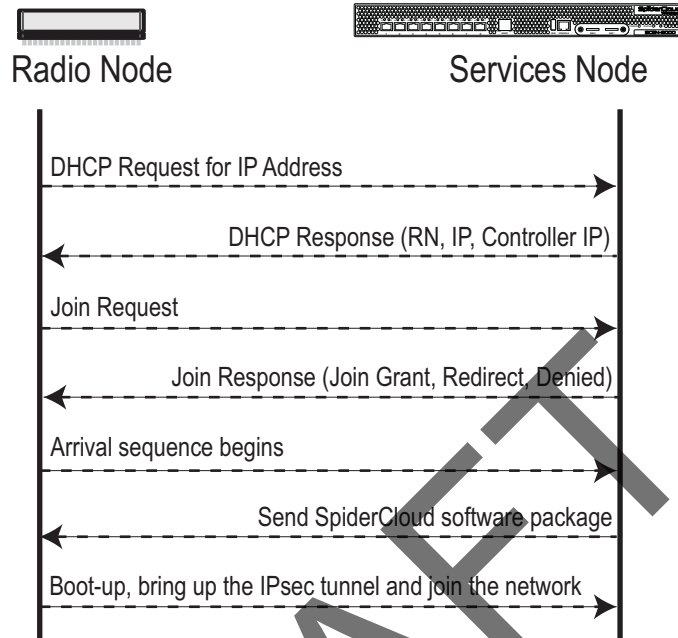 SpiderCloud
Radio Node
Services Node
DHCP Request for IP Address
DHCP Response (RN, IP, Controller IP)
Join Request
Join Response (Join Grant, Redirect, Denied)
Arrival sequence begins
Send SpiderCloud software package
Boot-up, bring up the IPsec tunnel and join the network